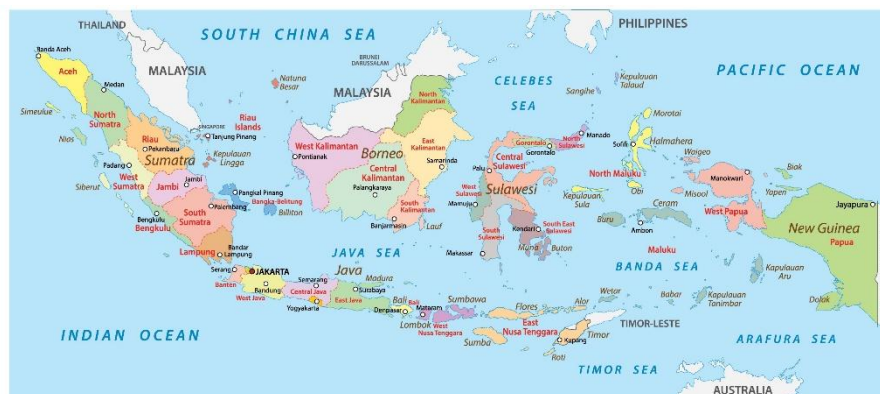 THAILAND
SOUTH CHINA SEA
PHILIPPINES
Banda Aceh
Aceh
Medan
MALAYSIA
BRUNEI
DARUSSALAM
MALAYSIA
Natuna
Besar
CELEBES
SEA
Kepulauan
Talaud
Sangihe
PACIFIC OCEAN
Simeulue
North
Sumatra
Nias
SINGAPORE
Riau
Islands
Tanjung Pinang
Riau
Pekanbaru
Sumatra
Kepulauan
Lingga
Padang
West
Sumatra
Siberut
Jambi
Jambi
Pangkal Pinang
Bangka-Belitung
Billiton
South
Sumatra
Palembang
Bengkulu
Bengkulu
Lampung
Bandar
Lampung
North
Kalimantan
West Kalimantan
Pontianak
Borneo
East
Kalimantan
Samarinda
Central
Kalimantan
Palangkaraya
South
Kalimantan
Banjarmasin
Laut
Gorontalo
Gorontalo
North
Sulawesi
Manado
Central
Sulawesi
Palu
Sulawesi
West
Sulawesi
Mamuju
South
Sulawesi
Makassar
Kendari
South East
Sulawesi
Muna
Buton
Morotai
Halmahera
Sofifi
North Maluku
Kepulauan
Sula
Obi
Waigeo
Misool
Manokwari
Biak
Yapen
Jayapura
West Papua
New Guinea
Papua
Buru
Ceram
Ambon
Maluku
BANDA SEA
Kepulauan
Aru
Kepulauan
Tanimbar
Babar
Wetar
Dolak
JAVA SEA
Serang
JAKARTA
Banten
Bandung
West Java
Semarang
Java
Central Java
Yogyakarta
Madura
Surabaya
East Java
Bali
Bali
Denpasar
Mataram
Lombok
Sumbawa
West
Nusa Tenggara
Flores
Alor
East
Nusa Tenggara
Sumba
Timor
Kupang
Roti
TIMOR-LESTE
INDIAN OCEAN
TIMOR SEA
ARAFURA SEA
AUSTRALIA